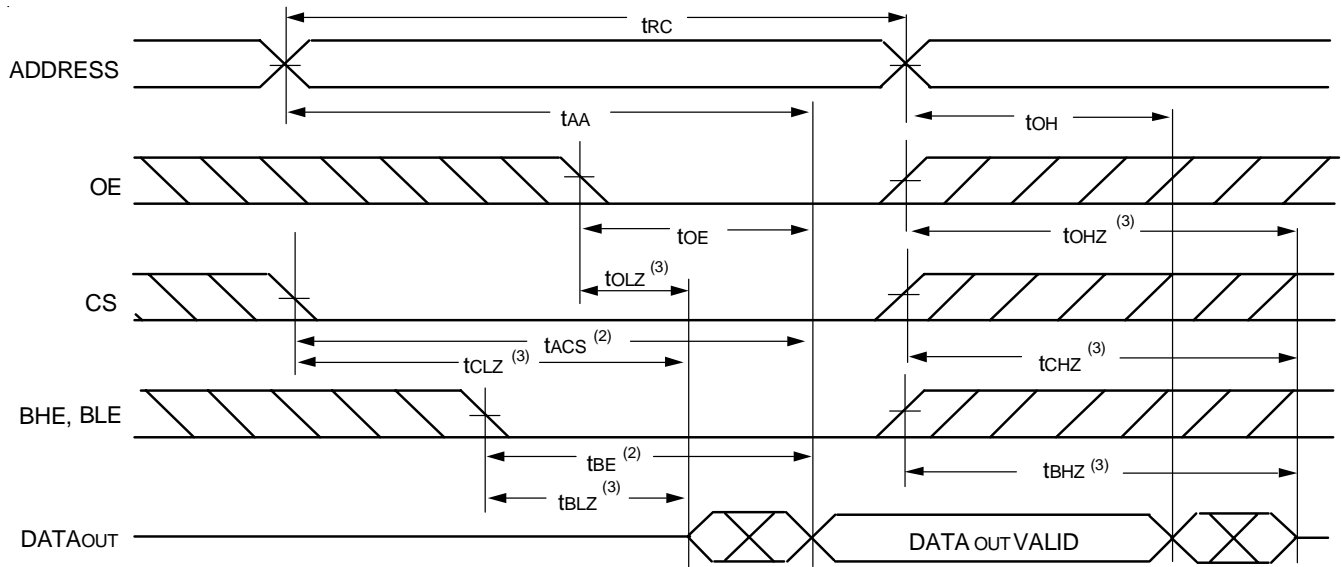 tRC
ADDRESS
tAA
tOH
OE
tOE
tOHZ (3)
tOLZ (3)
CS
tACS (2)
tCLZ (3)
tCHZ (3)
BHE, BLE
tBE (2)
tBHZ (3)
tBLZ (3)
DATAOUT
DATA OUT VALID